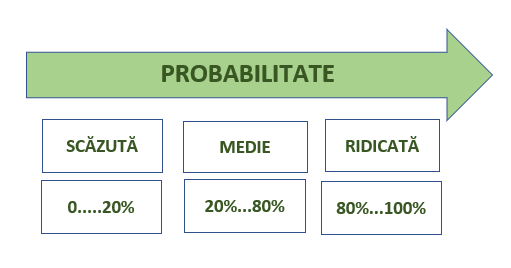 PROBABILITATE
SCĂZUTĂ MEDIE RIDICATĂ
0.....20% 20%...80% 80%...100%